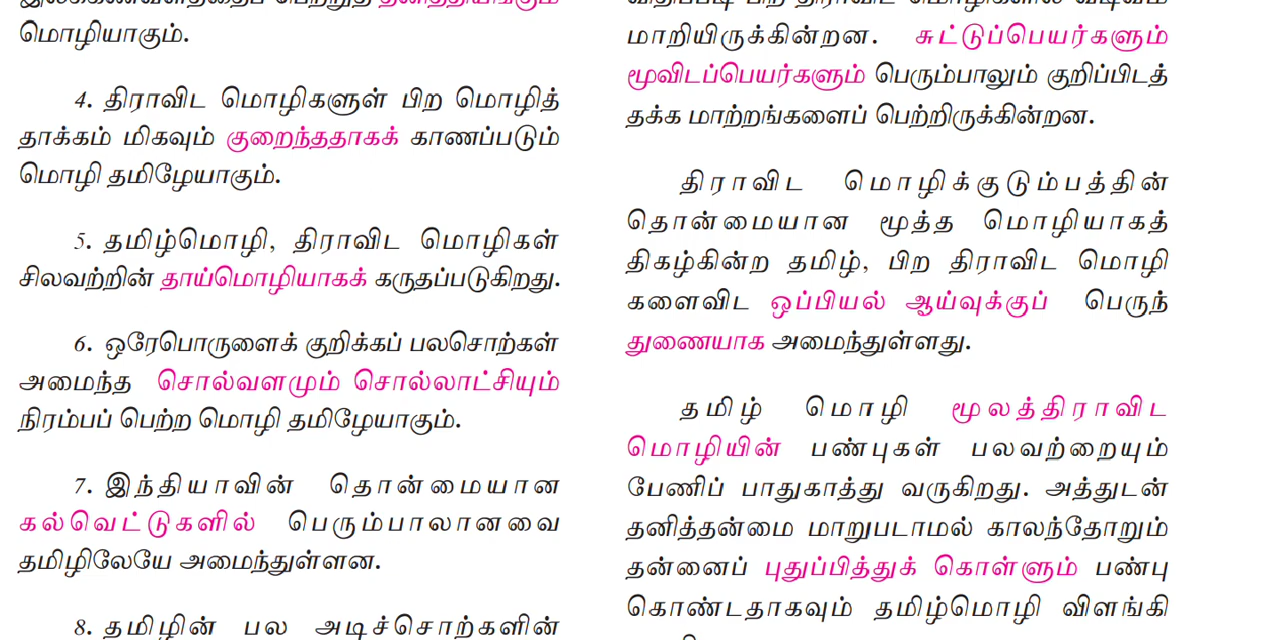 மொழியாகும்.
4. திராவிட மொழிகளுள் பிற மொழித்
தாக்கம் மிகவும் குறைந்ததாகக் காணப்படும்
மொழி தமிழேயாகும்.
5. தமிழ்மொழி, திராவிட மொழிகள்
சிலவற்றின் தாய்மொழியாகக் கருதப்படுகிறது.
6. ஒரேபொருளைக் குறிக்கப் பலசொற்கள்
அமைந்த சொல்வளமும் சொல்லாட்சியும்
நிரம்பப் பெற்ற மொழி தமிழேயாகும்.
7. இந்தியாவின் தொன்மையான
கல்வெட்டுகளில் பெரும்பாலானவை
தமிழிலேயே அமைந்துள்ளன.
8. தமிழின் பல அடிச்சொற்களின்
மாறியிருக்கின்றன. சுட்டுப்பெயர்களும்
மூவிடப்பெயர்களும் பெரும்பாலும் குறிப்பிடத்
தக்க மாற்றங்களைப் பெற்றிருக்கின்றன.
திராவிட மொழிக்குடும்பத்தின்
தொன்மையான மூத்த மொழியாகத்
திகழ்கின்ற தமிழ், பிற திராவிட மொழி
களைவிட ஒப்பியல் ஆய்வுக்குப் பெருந்
துணையாக அமைந்துள்ளது.
தமிழ் மொழி மூலத்திராவிட
மொழியின் பண்புகள் பலவற்றையும்
பேணிப் பாதுகாத்து வருகிறது. அத்துடன்
தனித்தன்மை மாறுபடாமல் காலந்தோறும்
தன்னைப் புதுப்பித்துக் கொள்ளும் பண்பு
கொண்டதாகவும் தமிழ்மொழி விளங்கி